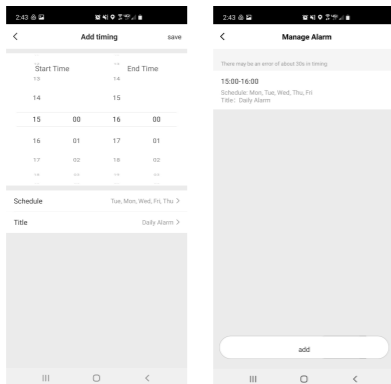 2:43
Add timing
save
Start Time
End Time
13
14
14
15
15 00 16 00
16 01 17 01
17 02 18 02
Schedule
Tue, Mon, Wed, Fri, Thu >
Title
Daily Alarm >
2:43
Manage Alarm
There may be an error of about 30s in timing.
15:00-16:00
Schedule: Mon, Tue, Wed, Thu, Fri
Title: Daily Alarm
add